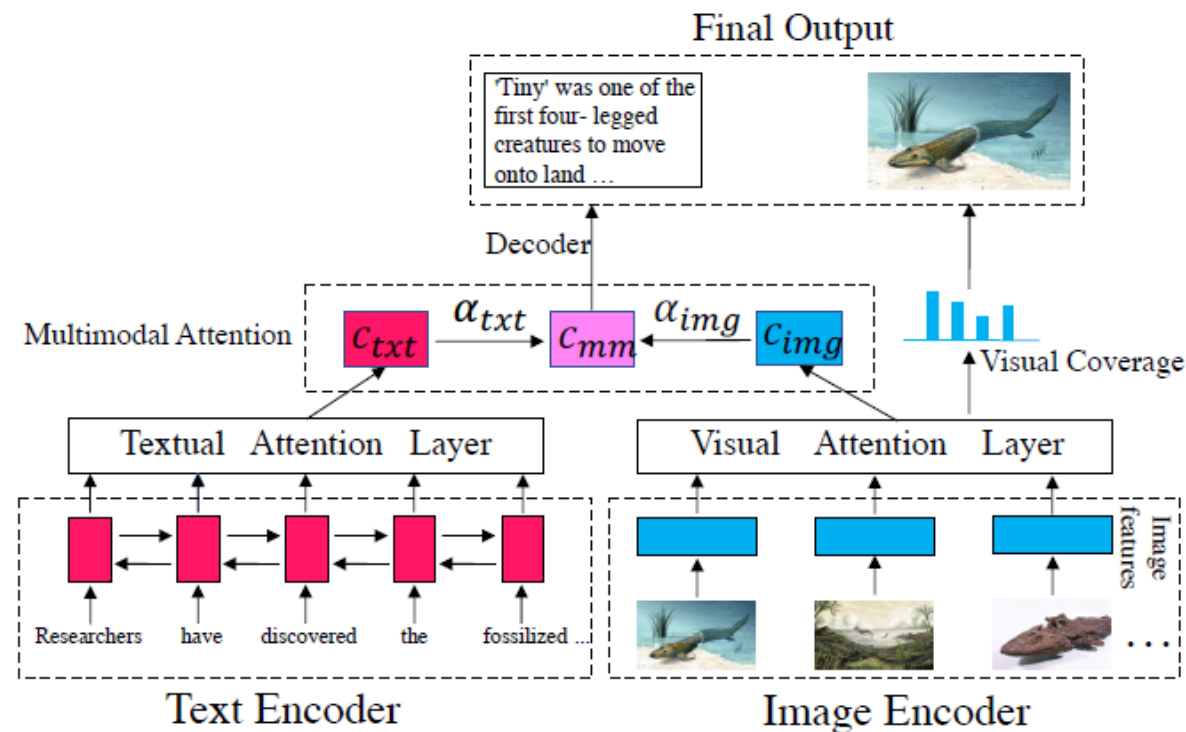 Final Output
'Tiny' was one of the
first four- legged
creatures to move
onto land ...
Decoder
Multimodal Attention
c_txt
α_txt
c_mm
α_img
c_img
Visual Coverage
Textual Attention Layer
Visual Attention Layer
Image
features
Researchers have discovered the fossilized ...
...
Text Encoder
Image Encoder